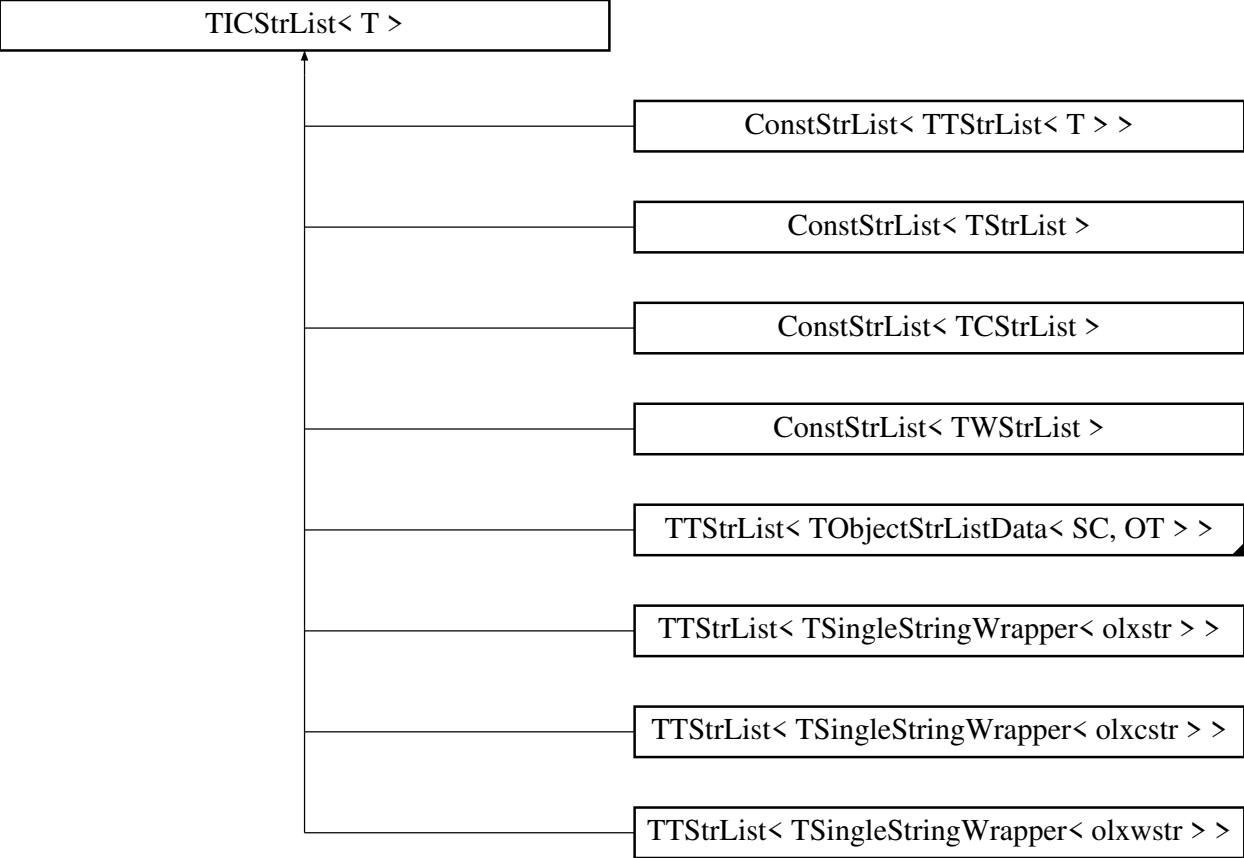 TICStrList< T >
ConstStrList< TTStrList< T > >
ConstStrList< TStrList >
ConstStrList< TCStrList >
ConstStrList< TWStrList >
TTStrList< TObjectStrListData< SC, OT > >
TTStrList< TSingleStringWrapper< olxstr > >
TTStrList< TSingleStringWrapper< olxcstr > >
TTStrList< TSingleStringWrapper< olxwstr > >